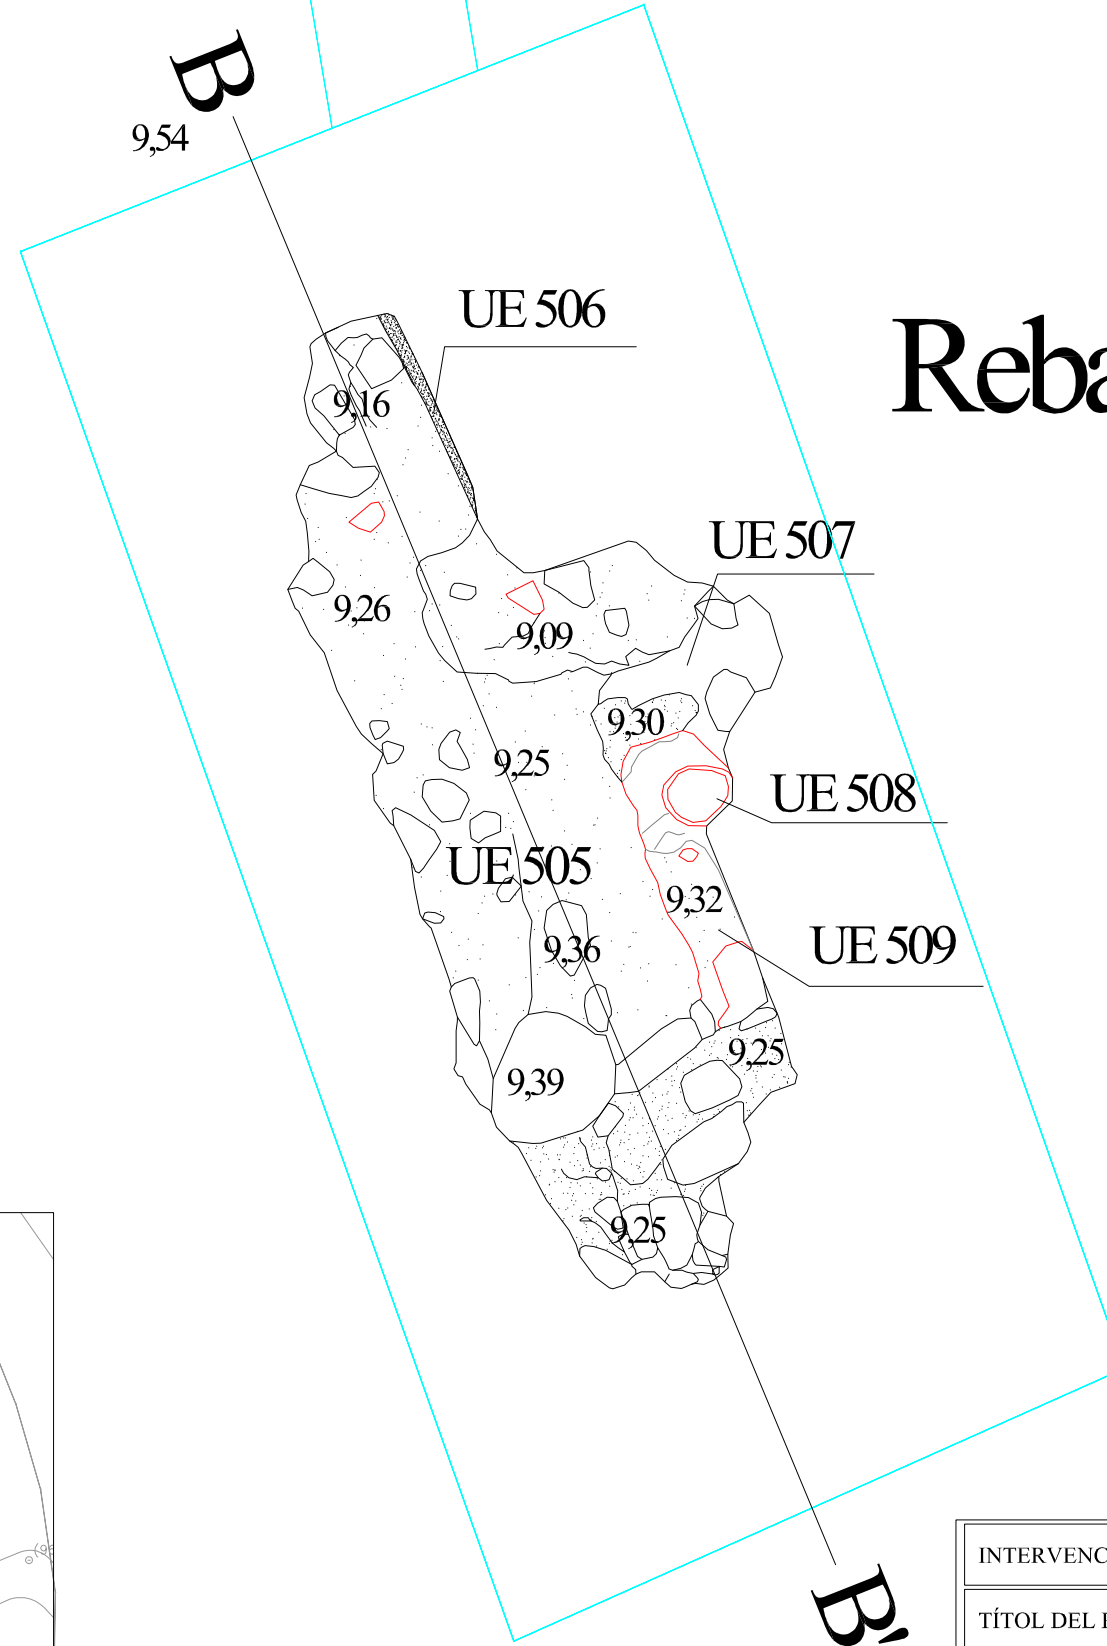 B
9,54
UE 506
Reba
9,16
UE 507
9,26
9,09
9,30
9,25
UE 508
UE 505
9,32
9,36
UE 509
9,25
9,39
9,25
INTERVENC
B'
TÍTOL DEL